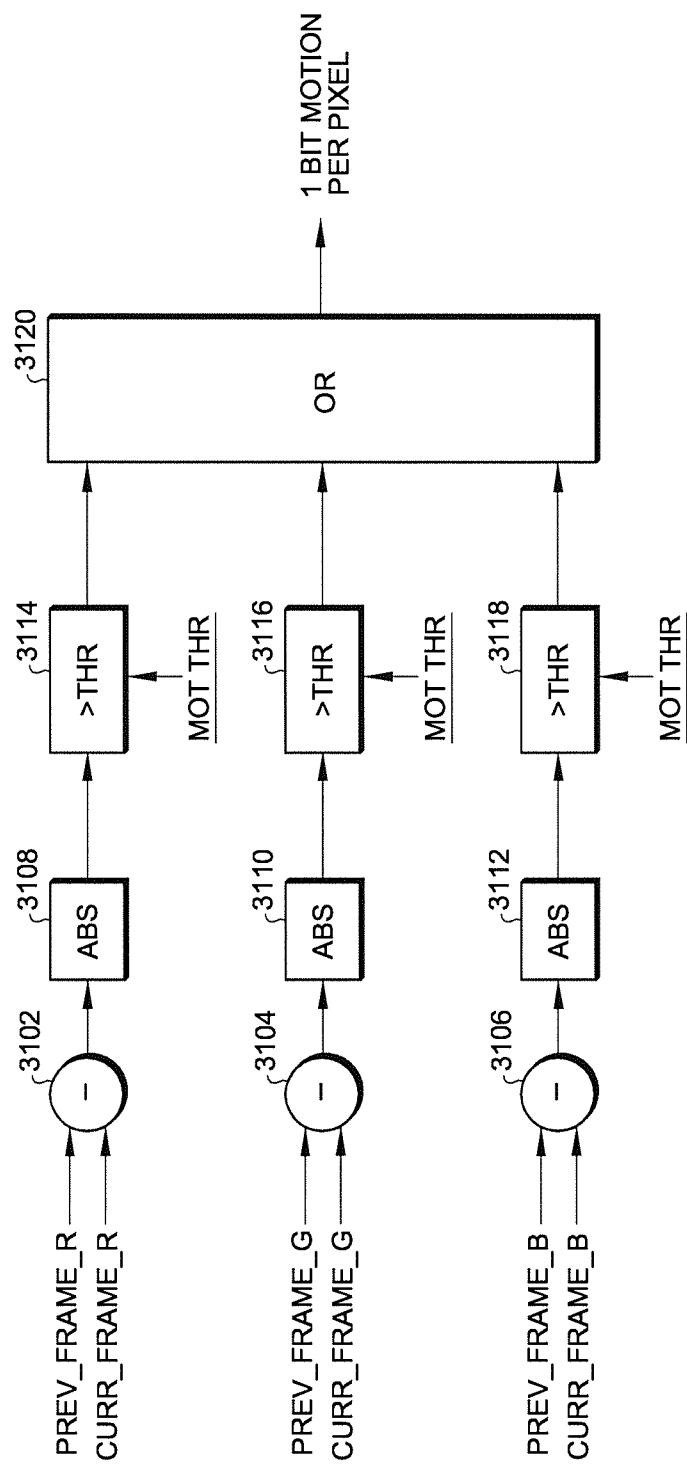 PREV_FRAME_R
CURR_FRAME_R
3102
–
3108
ABS
3114
>THR
MOT THR
PREV_FRAME_G
CURR_FRAME_G
3104
–
3110
ABS
3116
>THR
MOT THR
PREV_FRAME_B
CURR_FRAME_B
3106
–
3112
ABS
3118
>THR
MOT THR
3120
OR
1 BIT MOTION
PER PIXEL